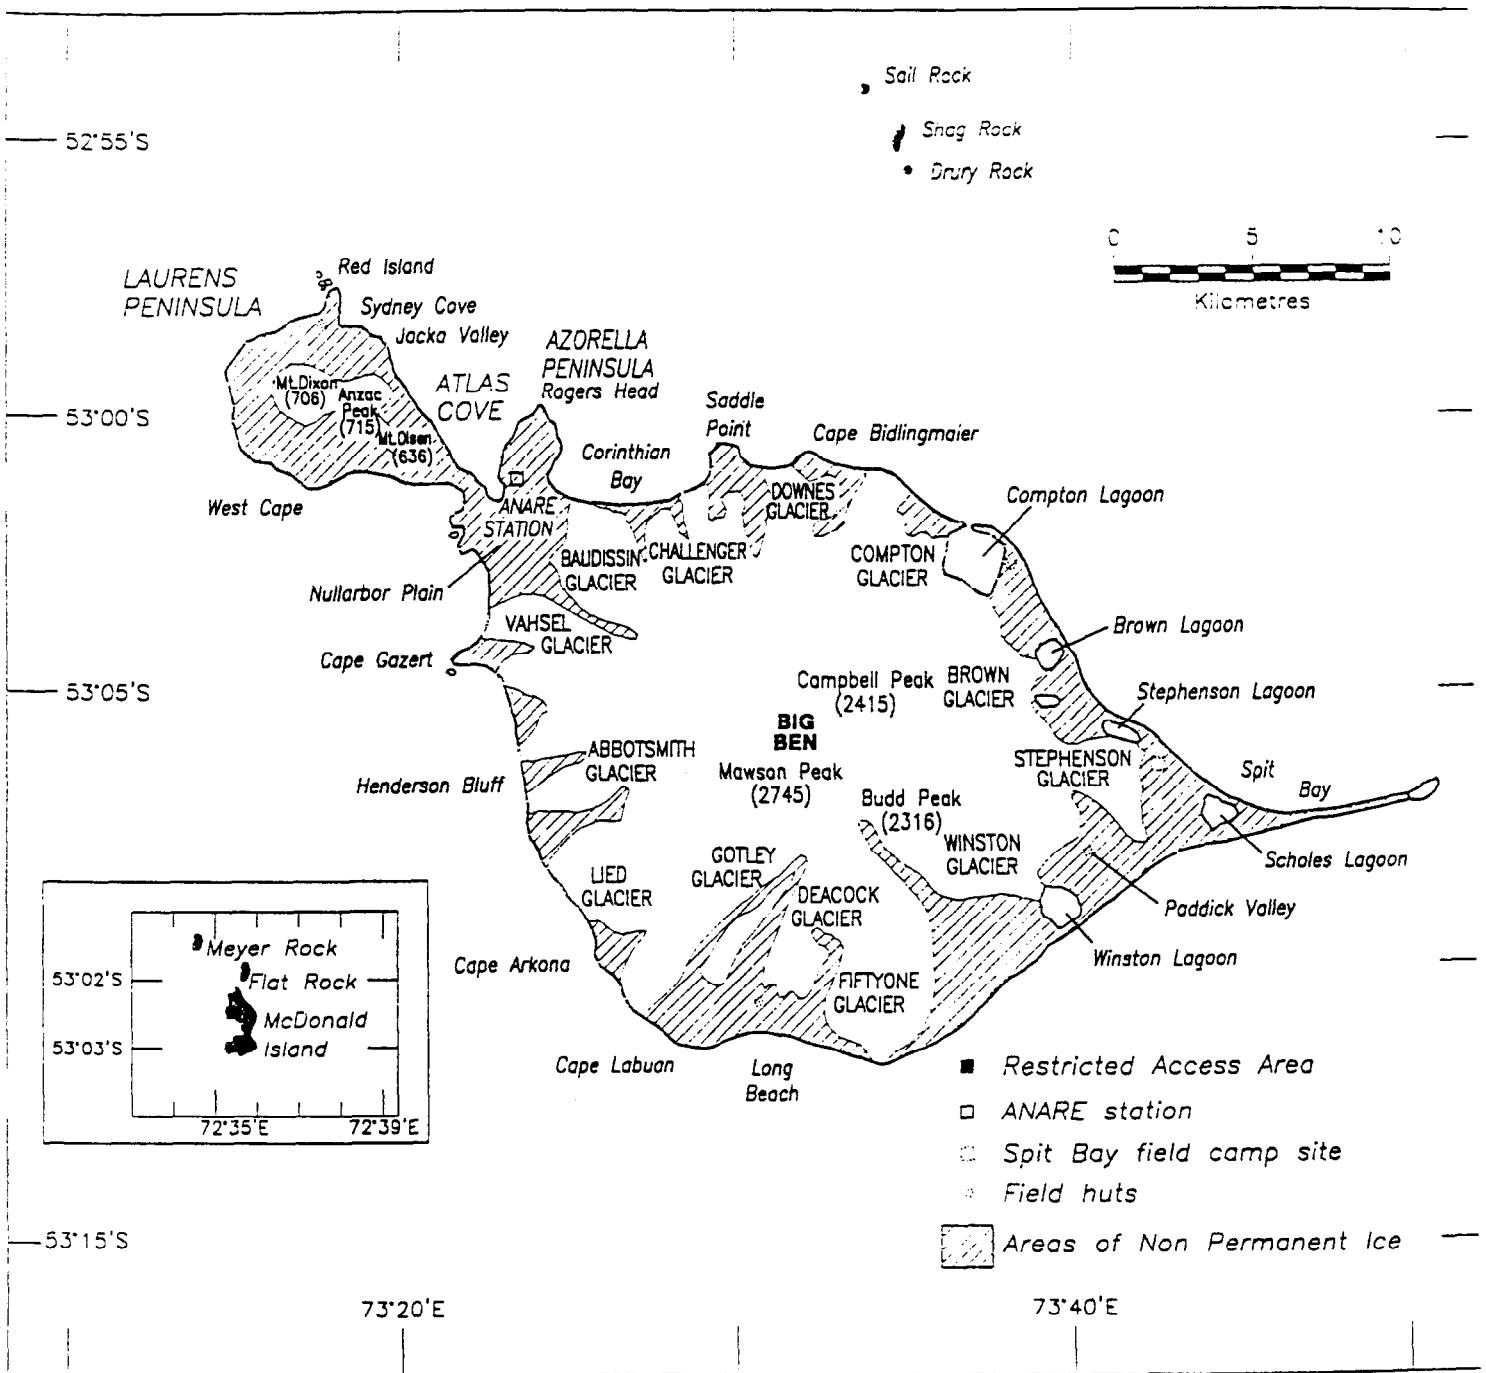 Sail Rock
52°55'S
Shag Rock
Drury Rock
0 5 10
Kilometres
LAURENS
PENINSULA
Red Island
Sydney Cove
Jacka Valley
AZORELLA
PENINSULA
Rogers Head
ATLAS
COVE
Mt.Dixon
(706)
Anzac
Peak
(715)
Mt.Olsen
(636)
53°00'S
Saddle
Point
Cape Bidlingmaier
Corinthian
Bay
West Cape
ANARE
STATION
DOWNES
GLACIER
Compton Lagoon
BAUDISSIN
GLACIER
CHALLENGER
GLACIER
COMPTON
GLACIER
Nullarbor Plain
VAHSEL
GLACIER
Brown Lagoon
Cape Gazert
53°05'S
Campbell Peak
(2415)
BROWN
GLACIER
Stephenson Lagoon
BIG
BEN
ABBOTSMITH
GLACIER
Henderson Bluff
Mawson Peak
(2745)
STEPHENSON
GLACIER
Spit
Bay
Budd Peak
(2316)
WINSTON
GLACIER
Scholes Lagoon
GOTLEY
GLACIER
LIED
GLACIER
DEACOCK
GLACIER
Paddick Valley
Winston Lagoon
Cape Arkona
FIFTYONE
GLACIER
Cape Labuan
Long
Beach
Meyer Rock
53°02'S
Flat Rock
McDonald
Island
53°03'S
72°35'E 72°39'E
Restricted Access Area
ANARE station
Spit Bay field camp site
Field huts
Areas of Non Permanent Ice
53°15'S
73°20'E 73°40'E